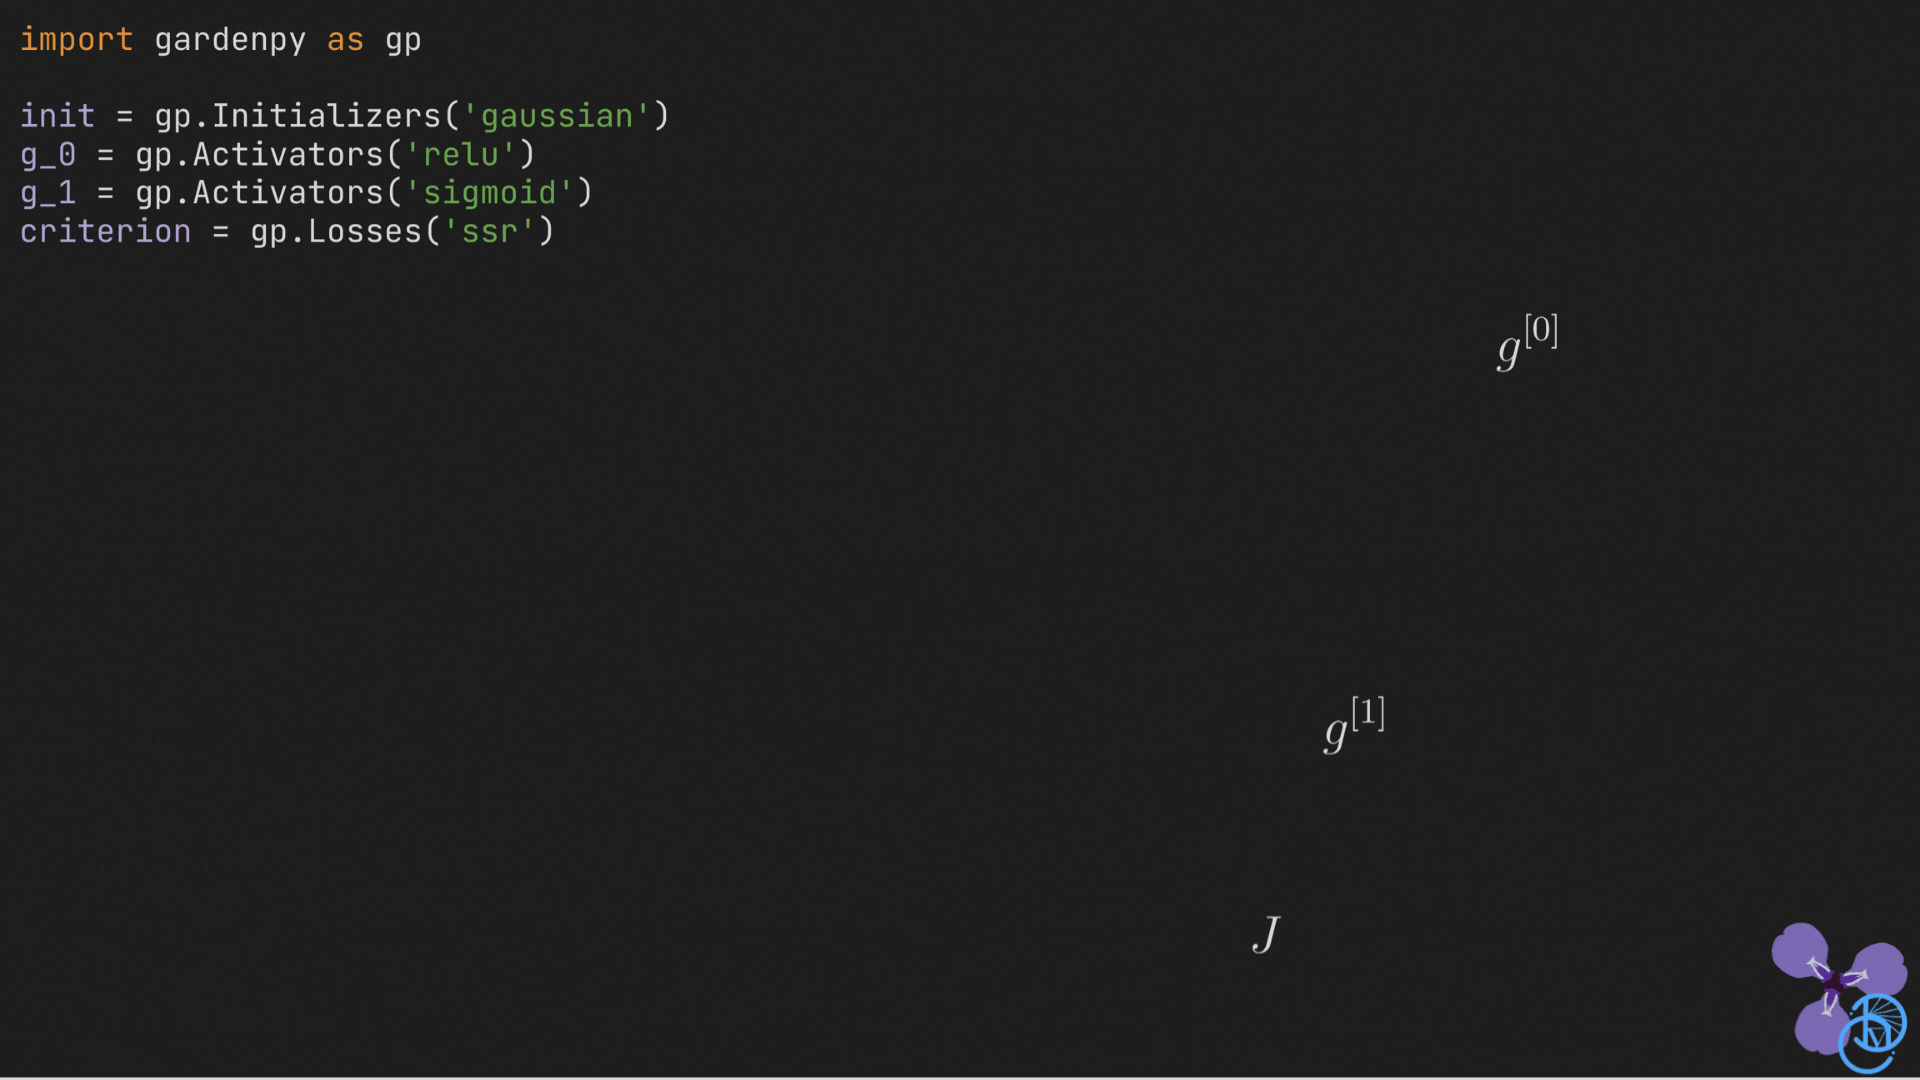 import gardenpy as gp
init = gp.Initializers('gaussian')
g_0 = gp.Activators('relu')
g_1 = gp.Activators('sigmoid')
criterion = gp.Losses('ssr')
g^[0]
g^[1]
J